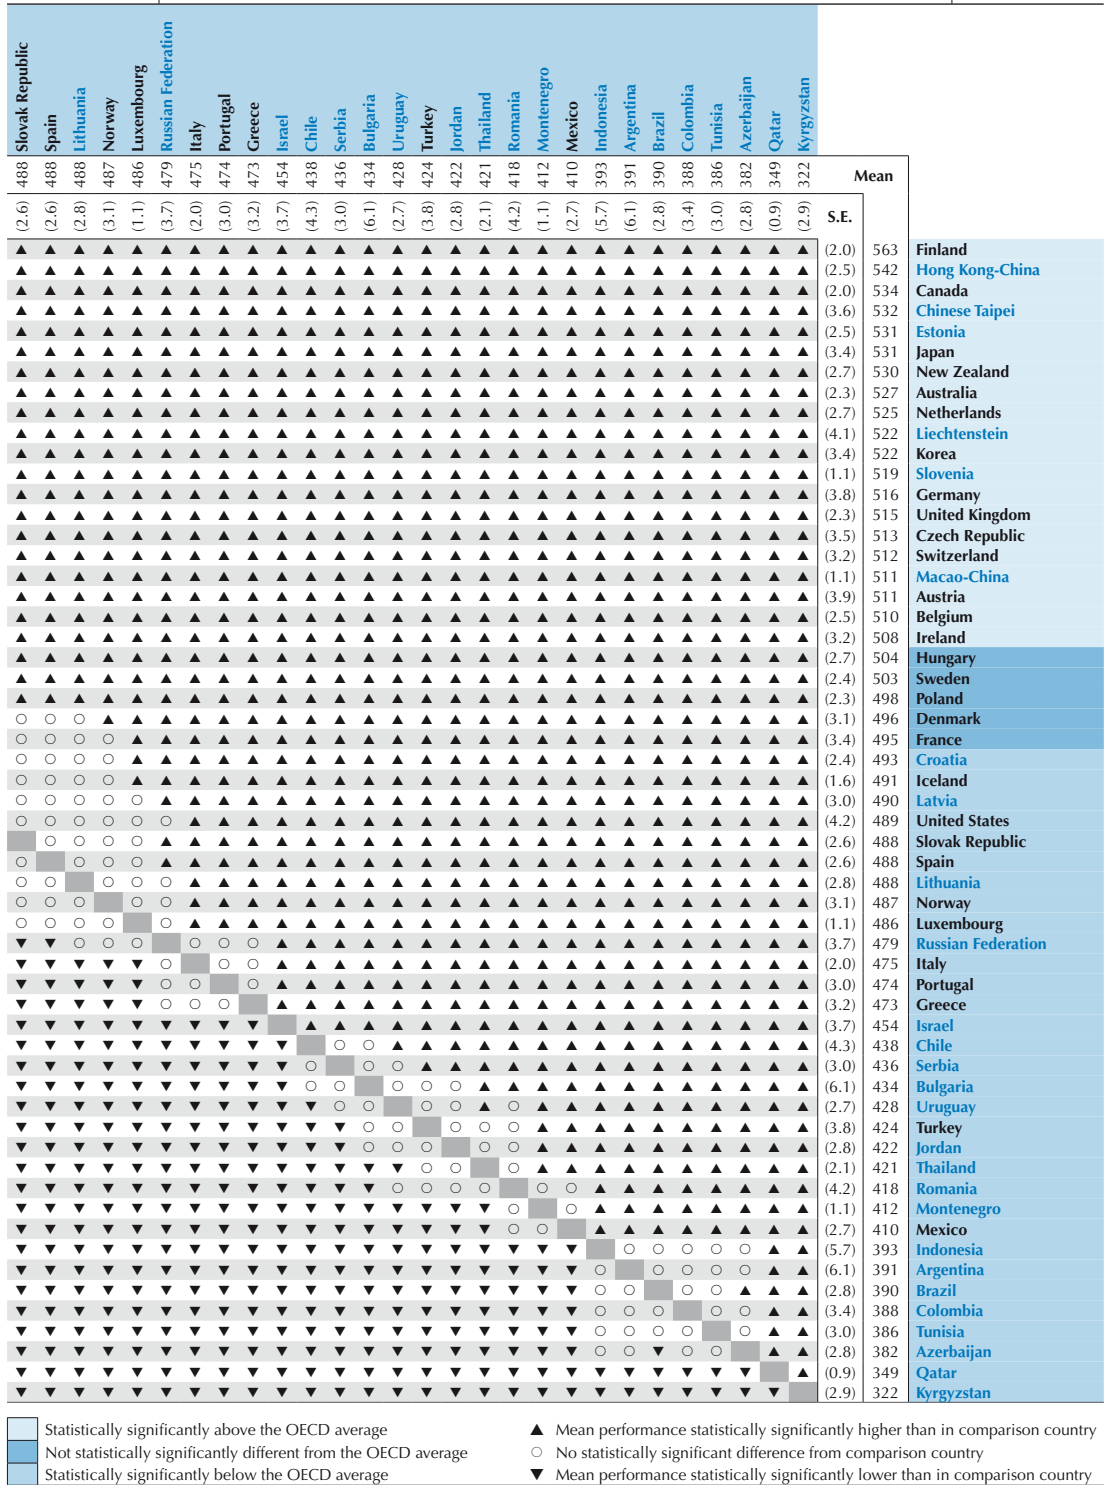 Slovak Republic
Spain
Lithuania
Norway
Luxembourg
Russian Federation
Italy
Portugal
Greece
Israel
Chile
Serbia
Bulgaria
Uruguay
Turkey
Jordan
Thailand
Romania
Montenegro
Mexico
Indonesia
Argentina
Brazil
Colombia
Tunisia
Azerbaijan
Qatar
Kyrgyzstan
488 488 488 487 486 479 475 474 473 454 438 436 434 428 424 422 421 418 412 410 393 391 390 388 386 382 349 322 Mean
(2.6) (2.6) (2.8) (3.1) (1.1) (3.7) (2.0) (3.0) (3.2) (3.7) (4.3) (3.0) (6.1) (2.7) (3.8) (2.8) (2.1) (4.2) (1.1) (2.7) (5.7) (6.1) (2.8) (3.4) (3.0) (2.8) (0.9) (2.9) S.E.
(2.0) 563 Finland
(2.5) 542 Hong Kong-China
(2.0) 534 Canada
(3.6) 532 Chinese Taipei
(2.5) 531 Estonia
(3.4) 531 Japan
(2.7) 530 New Zealand
(2.3) 527 Australia
(2.7) 525 Netherlands
(4.1) 522 Liechtenstein
(3.4) 522 Korea
(1.1) 519 Slovenia
(3.8) 516 Germany
(2.3) 515 United Kingdom
(3.5) 513 Czech Republic
(3.2) 512 Switzerland
(1.1) 511 Macao-China
(3.9) 511 Austria
(2.5) 510 Belgium
(3.2) 508 Ireland
(2.7) 504 Hungary
(2.4) 503 Sweden
(2.3) 498 Poland
(3.1) 496 Denmark
(3.4) 495 France
(2.4) 493 Croatia
(1.6) 491 Iceland
(3.0) 490 Latvia
(4.2) 489 United States
(2.6) 488 Slovak Republic
(2.6) 488 Spain
(2.8) 488 Lithuania
(3.1) 487 Norway
(1.1) 486 Luxembourg
(3.7) 479 Russian Federation
(2.0) 475 Italy
(3.0) 474 Portugal
(3.2) 473 Greece
(3.7) 454 Israel
(4.3) 438 Chile
(3.0) 436 Serbia
(6.1) 434 Bulgaria
(2.7) 428 Uruguay
(3.8) 424 Turkey
(2.8) 422 Jordan
(2.1) 421 Thailand
(4.2) 418 Romania
(1.1) 412 Montenegro
(2.7) 410 Mexico
(5.7) 393 Indonesia
(6.1) 391 Argentina
(2.8) 390 Brazil
(3.4) 388 Colombia
(3.0) 386 Tunisia
(2.8) 382 Azerbaijan
(0.9) 349 Qatar
(2.9) 322 Kyrgyzstan
Statistically significantly above the OECD average
Not statistically significantly different from the OECD average
Statistically significantly below the OECD average
▲ Mean performance statistically significantly higher than in comparison country
○ No statistically significant difference from comparison country
▼ Mean performance statistically significantly lower than in comparison country